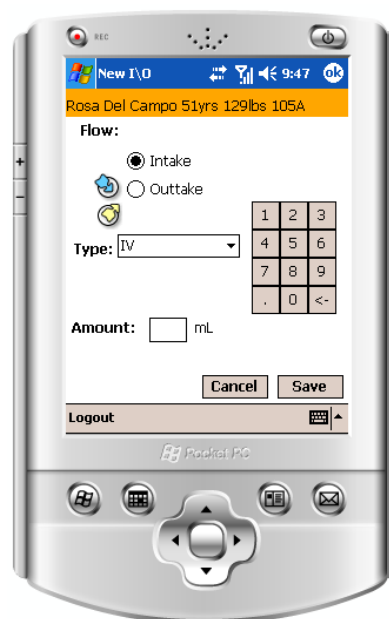 REC
New I\O 9:47 ok
Rosa Del Campo 51yrs 129lbs 105A
Flow:
Intake
Outtake
1 2 3
Type: IV 4 5 6
7 8 9
. 0 <-
Amount: mL
Cancel Save
Logout
Pocket PC